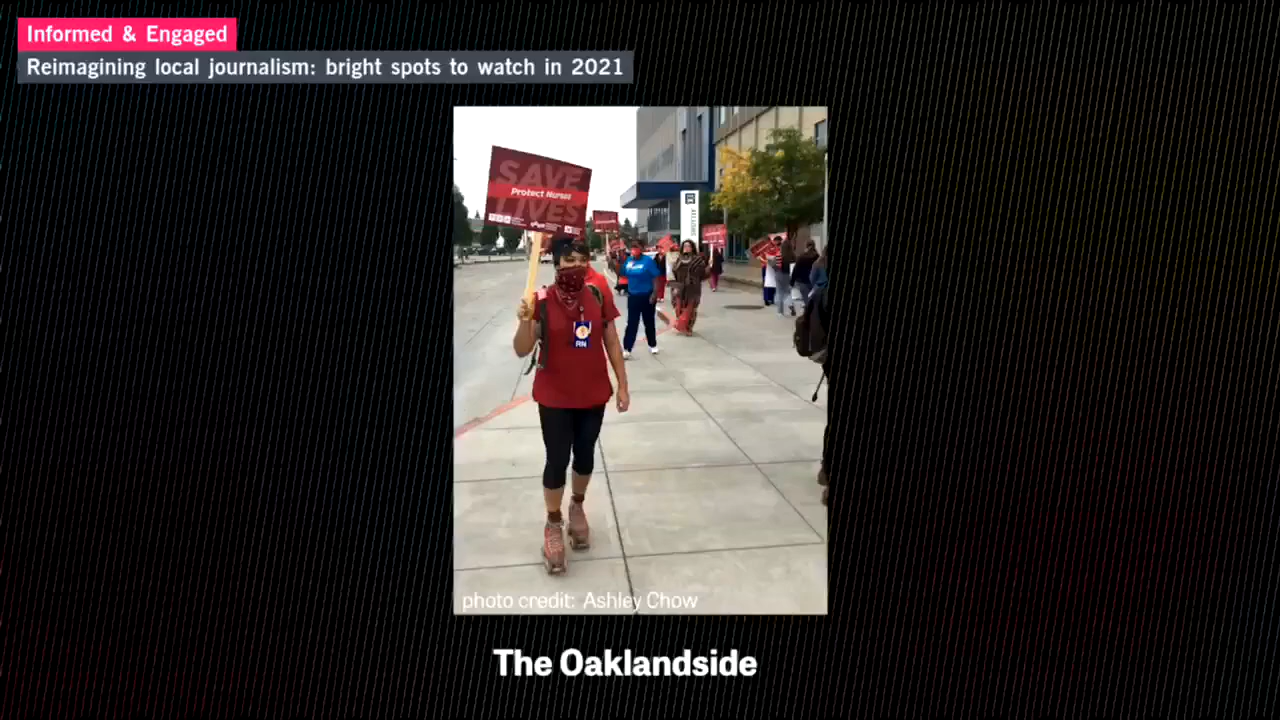 Informed & Engaged
Reimagining local journalism: bright spots to watch in 2021
SAVE
Protect Nurses
LIVES
SHUTTLE
RN
photo credit: Ashley Chow
The Oaklandside